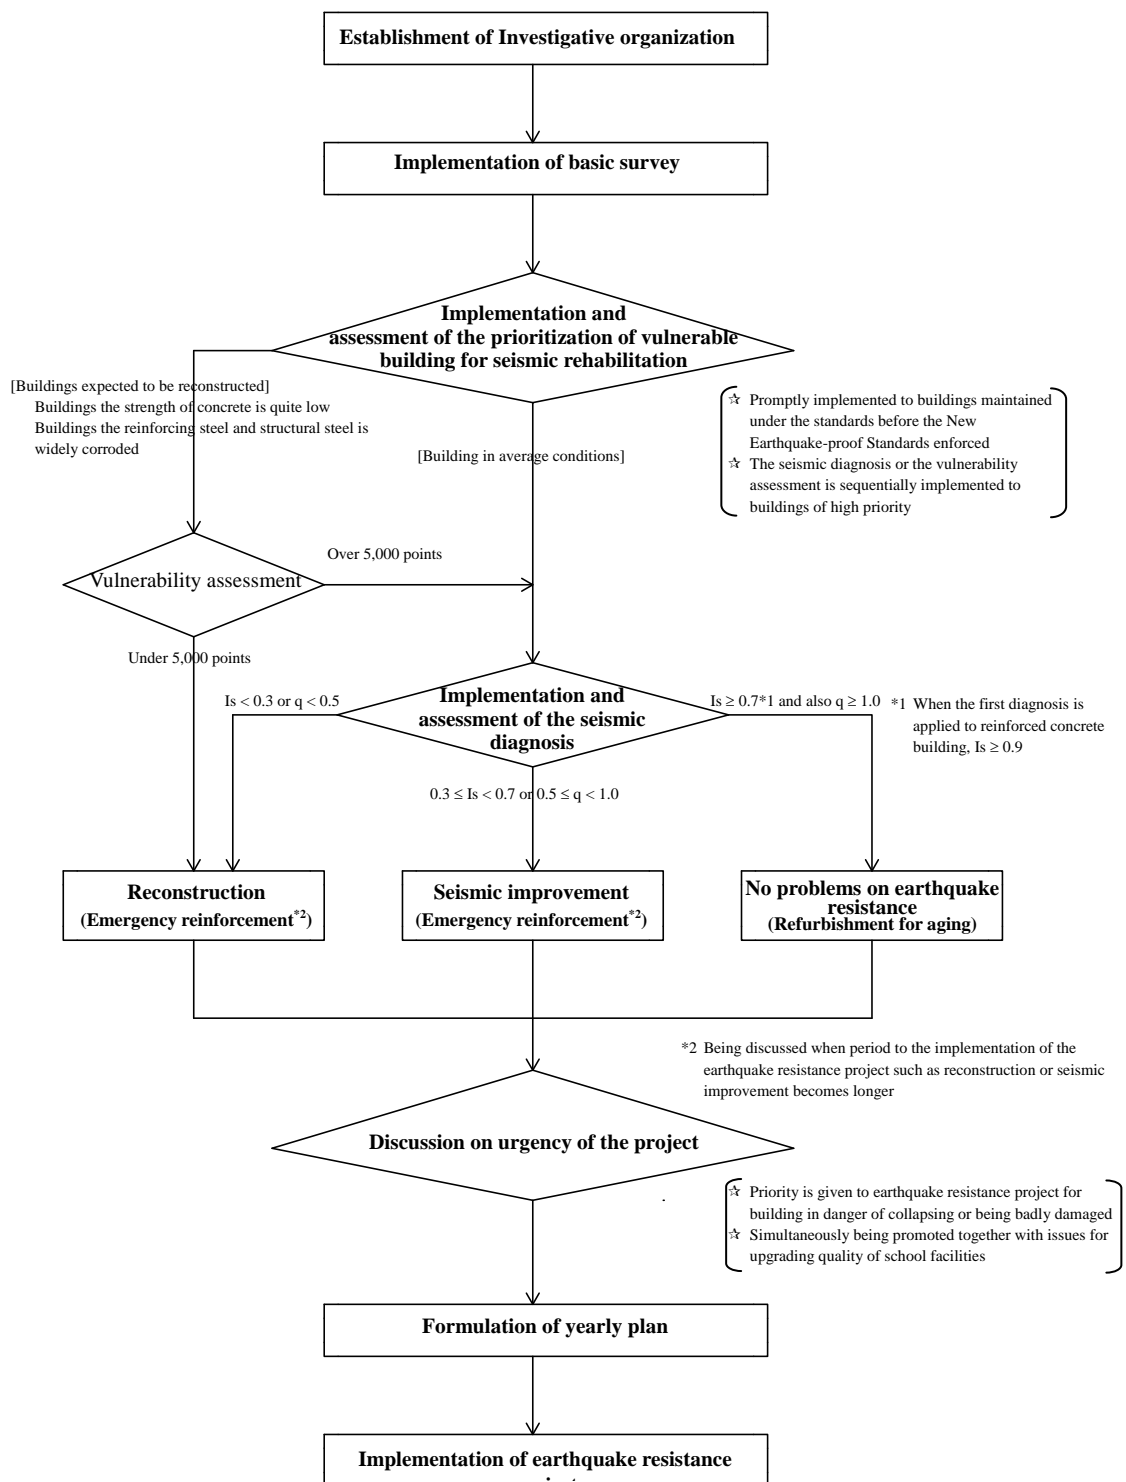 Establishment of Investigative organization
Implementation of basic survey
Implementation and
assessment of the prioritization of vulnerable
building for seismic rehabilitation
[Buildings expected to be reconstructed]
Buildings the strength of concrete is quite low
Buildings the reinforcing steel and structural steel is
widely corroded
[Building in average conditions]
☆ Promptly implemented to buildings maintained
under the standards before the New
Earthquake-proof Standards enforced
☆ The seismic diagnosis or the vulnerability
assessment is sequentially implemented to
buildings of high priority
Over 5,000 points
Vulnerability assessment
Under 5,000 points
Is < 0.3 or q < 0.5
Implementation and
assessment of the seismic
diagnosis
Is ≥ 0.7*1 and also q ≥ 1.0
*1 When the first diagnosis is
applied to reinforced concrete
building, Is ≥ 0.9
0.3 ≤ Is < 0.7 or 0.5 ≤ q < 1.0
Reconstruction
(Emergency reinforcement*2)
Seismic improvement
(Emergency reinforcement*2)
No problems on earthquake
resistance
(Refurbishment for aging)
*2 Being discussed when period to the implementation of the
earthquake resistance project such as reconstruction or seismic
improvement becomes longer
Discussion on urgency of the project
☆ Priority is given to earthquake resistance project for
building in danger of collapsing or being badly damaged
☆ Simultaneously being promoted together with issues for
upgrading quality of school facilities
Formulation of yearly plan
Implementation of earthquake resistance